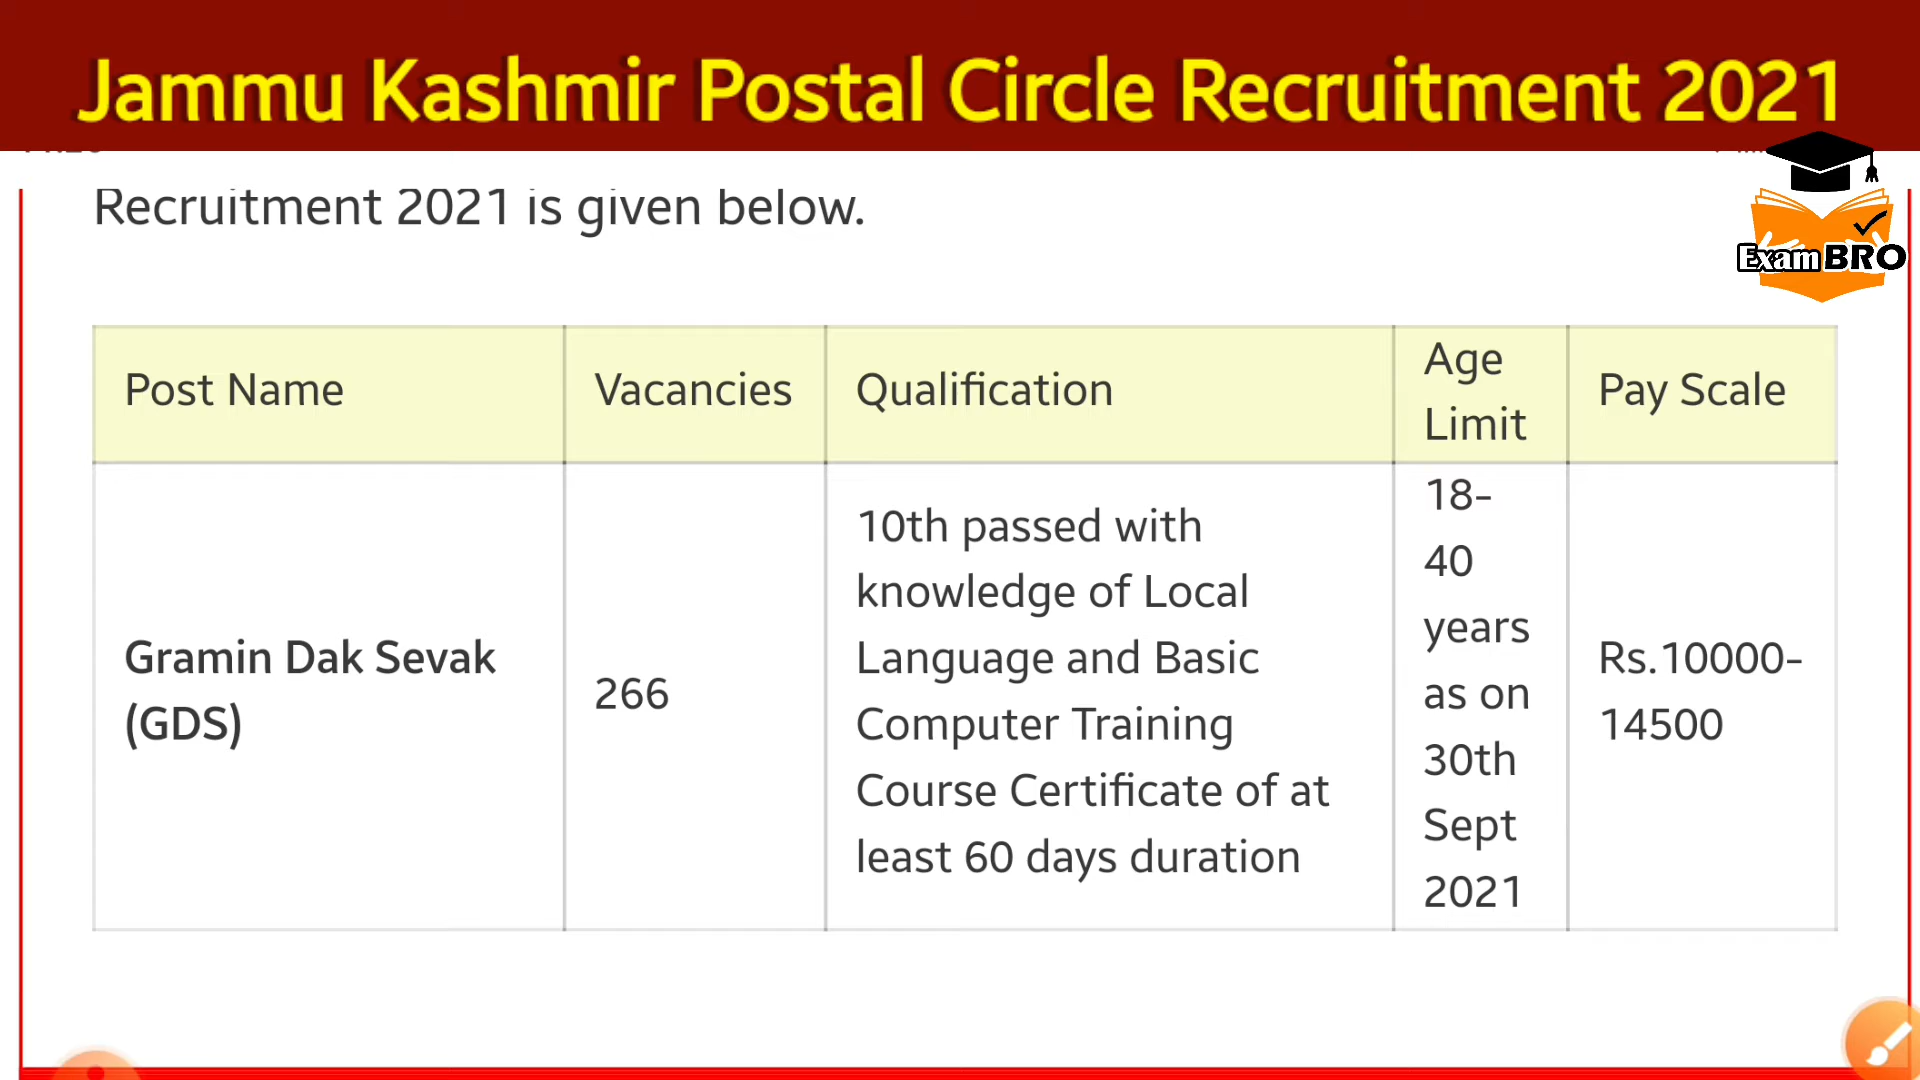 Jammu Kashmir Postal Circle Recruitment 2021
Recruitment 2021 is given below.
Exam BRO
Post Name
Vacancies
Qualification
Age
Limit
Pay Scale
Gramin Dak Sevak
(GDS)
266
10th passed with
knowledge of Local
Language and Basic
Computer Training
Course Certificate of at
least 60 days duration
18-
40
years
as on
30th
Sept
2021
Rs.10000-
14500